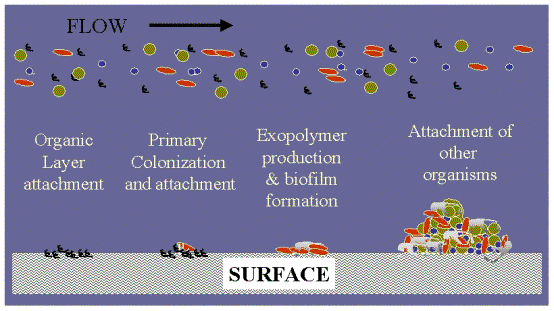 FLOW
Organic
Layer
attachment
Primary
Colonization
and attachment
Exopolymer
production
& biofilm
formation
Attachment of
other
organisms
SURFACE